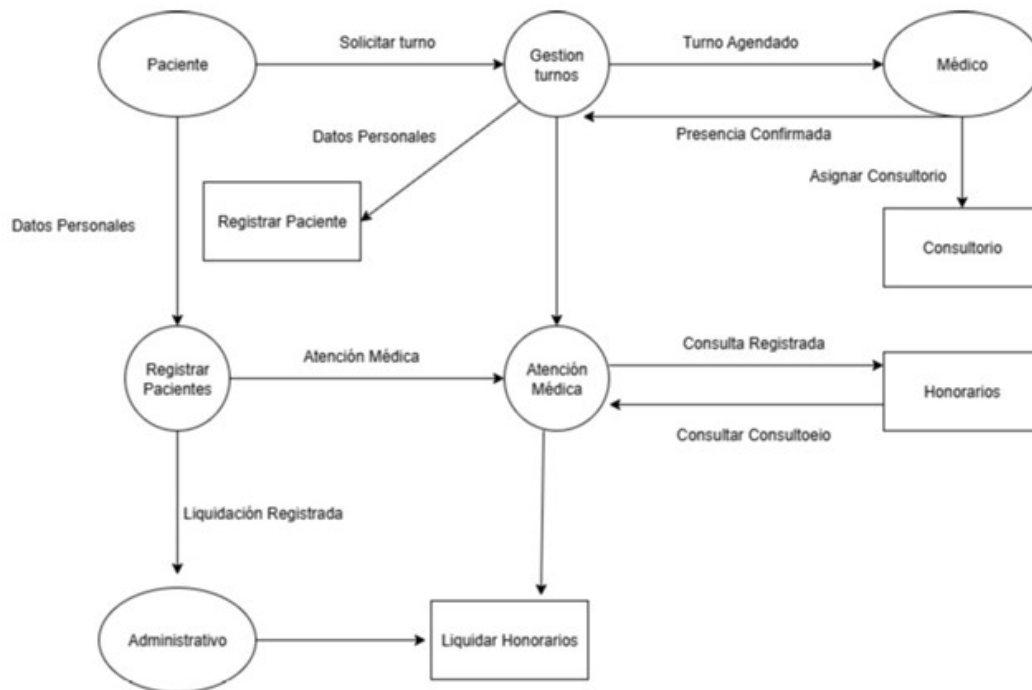 Solicitar turno
Turno Agendado
Paciente
Gestion
turnos
Médico
Datos Personales
Presencia Confirmada
Asignar Consultorio
Registrar Paciente
Datos Personales
Consultorio
Registrar
Pacientes
Atención Médica
Atención
Médica
Consulta Registrada
Honorarios
Consultar Consultoeio
Liquidación Registrada
Administrativo
Liquidar Honorarios